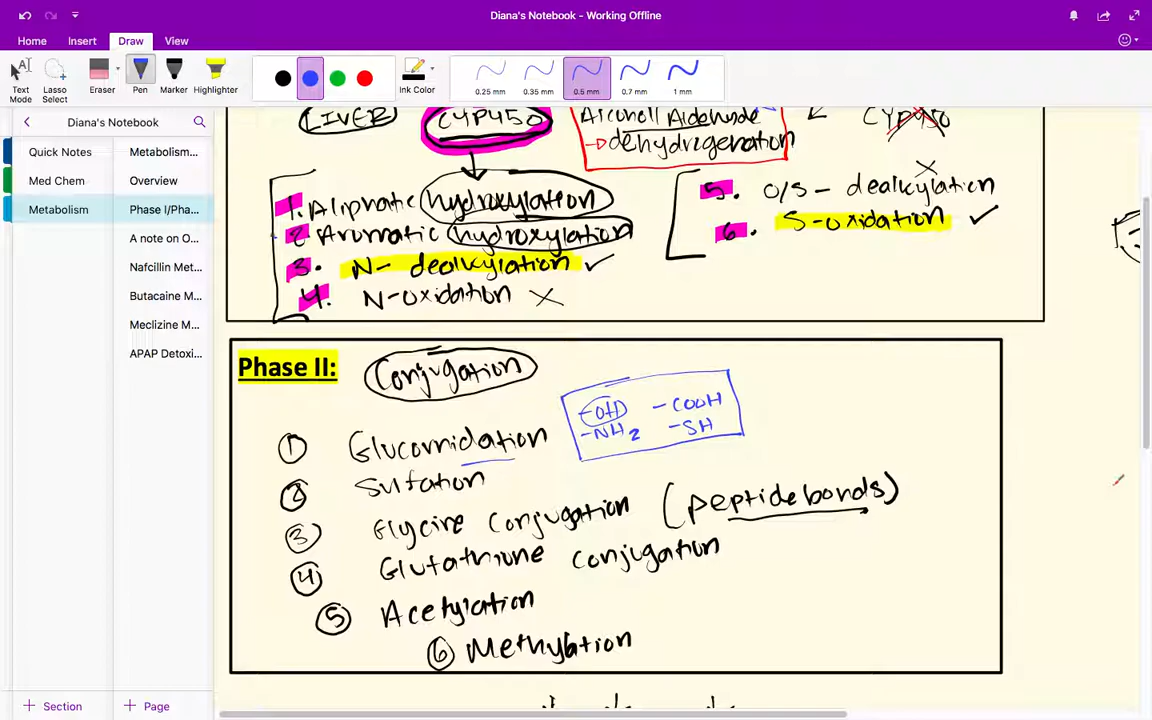 Diana's Notebook - Working Offline
Home Insert Draw View
Text Mode
Lasso Select
Eraser
Pen
Marker
Highlighter
Ink Color
0.25 mm
0.35 mm
0.5 mm
0.7 mm
1 mm
Diana's Notebook
Quick Notes
Med Chem
Metabolism
Metabolism...
Overview
Phase I/Pha...
A note on O...
Nafcillin Met...
Butacaine M...
Meclizine M...
APAP Detoxi...
+ Section
+ Page
LIVER
CYP450
Alcohol Aldehyde
→ dehydrogenation
CYP450
1. Aliphatic hydroxylation
2 Aromatic hydroxylation
3. N- dealkylation ✓
4. N-oxidation X
X
5. O/S- dealkylation
6. S-oxidation ✓
Phase II: Conjugation
-OH -COOH
-NH2 -SH
1 Glucornidation
2 Sulfation
3 Glycine Conjugation (peptide bonds)
4 Glutathione conjugation
5 Acetylation
6 Methylation